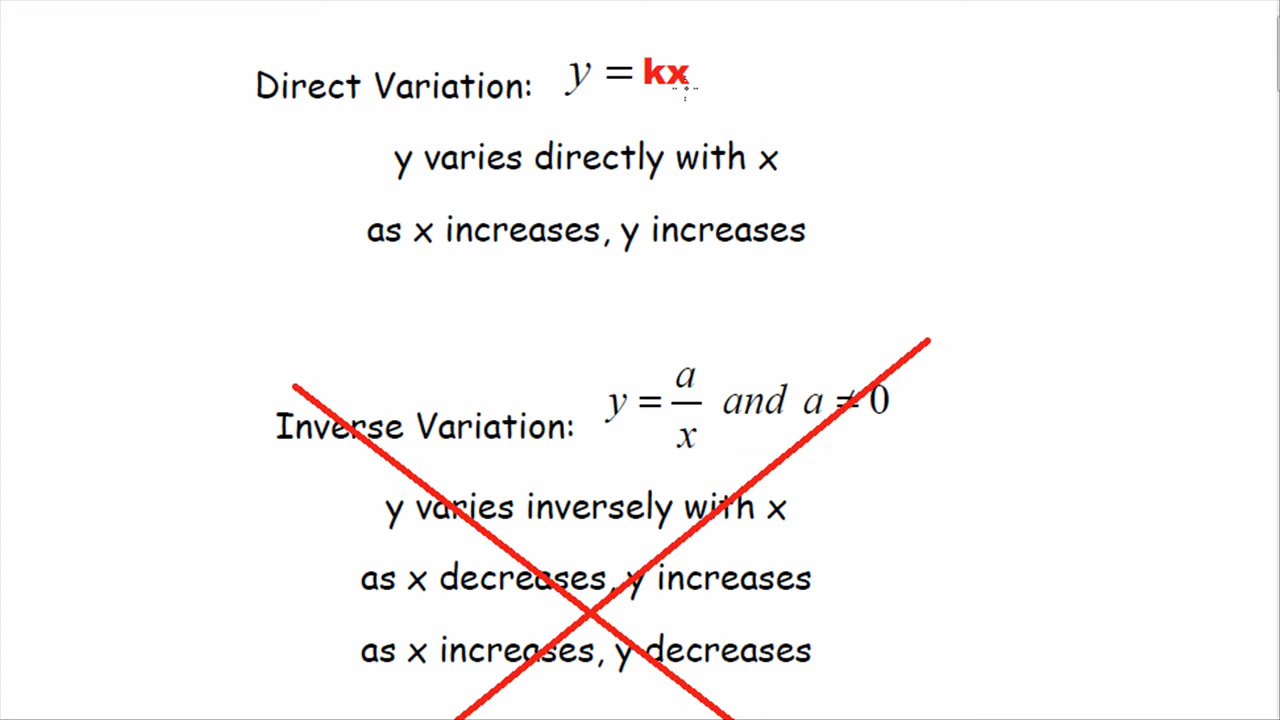 Direct Variation: y = kx
y varies directly with x
as x increases, y increases
Inverse Variation: y = a/x and a ≠ 0
y varies inversely with x
as x decreases, y increases
as x increases, y decreases